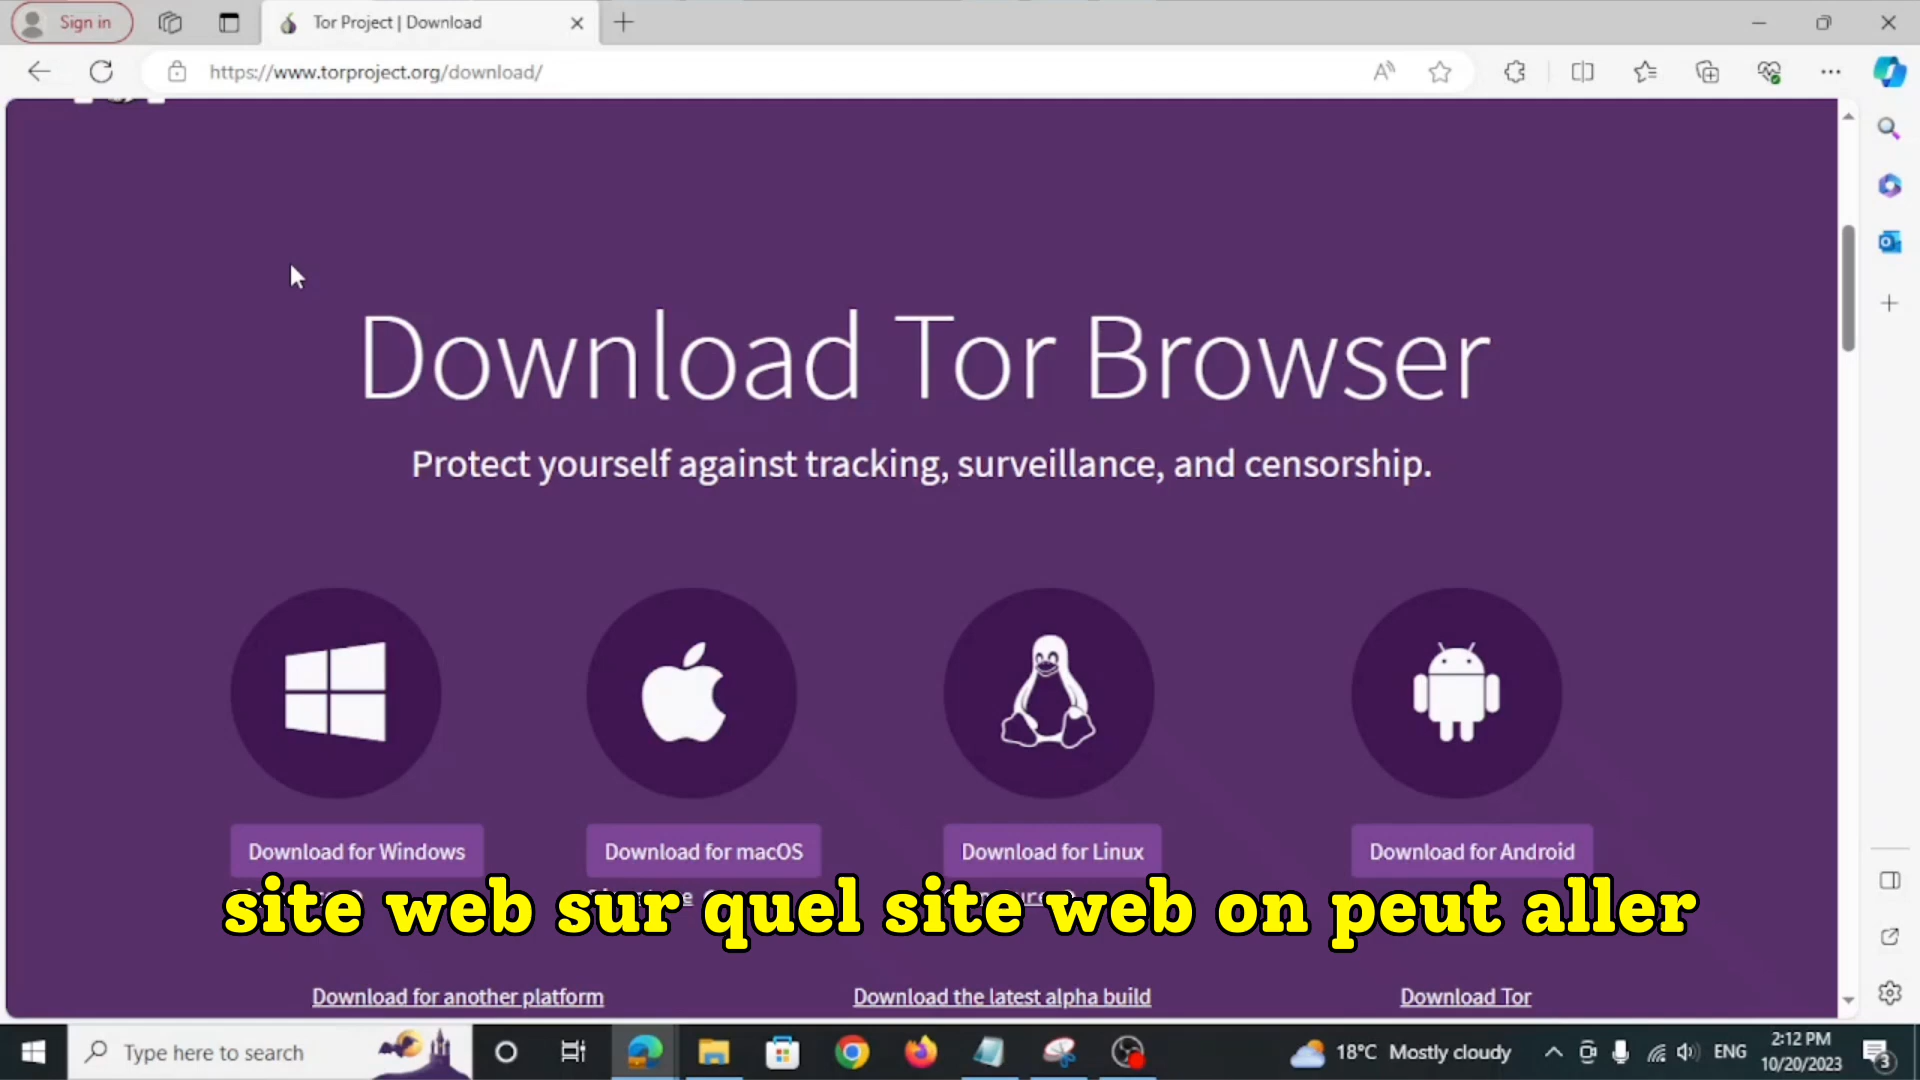 Sign in
Tor Project | Download
https://www.torproject.org/download/
Download Tor Browser
Protect yourself against tracking, surveillance, and censorship.
Download for Windows
Download for macOS
Download for Linux
Download for Android
site web sur quel site web on peut aller
Download for another platform
Download the latest alpha build
Download Tor
Type here to search
18°C Mostly cloudy
ENG
2:12 PM
10/20/2023
3